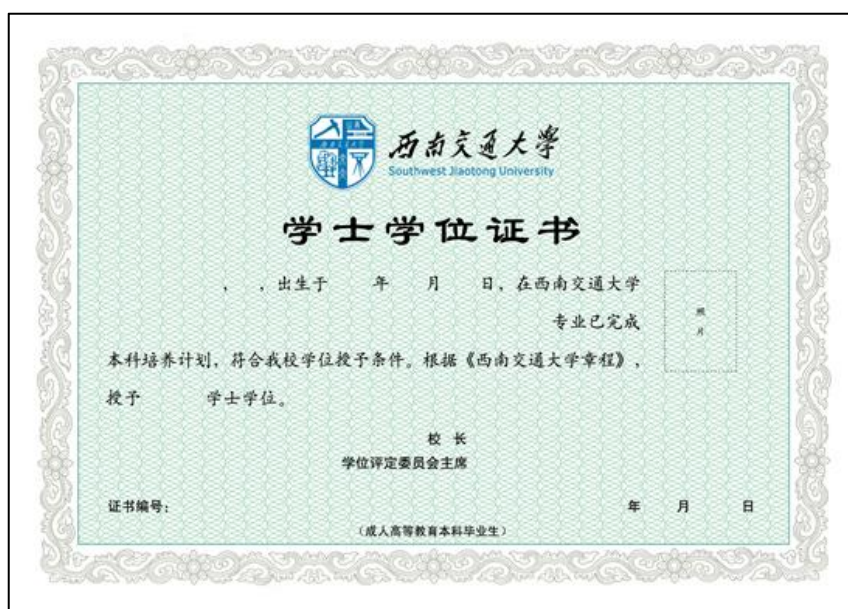 西南交通大學
Southwest Jiaotong University
学士学位证书
， ，出生于 年 月 日，在西南交通大学
专业已完成
照
片
本科培养计划，符合我校学位授予条件。根据《西南交通大学章程》，
授予 学士学位。
校 长
学位评定委员会主席
证书编号： 年 月 日
（成人高等教育本科毕业生）